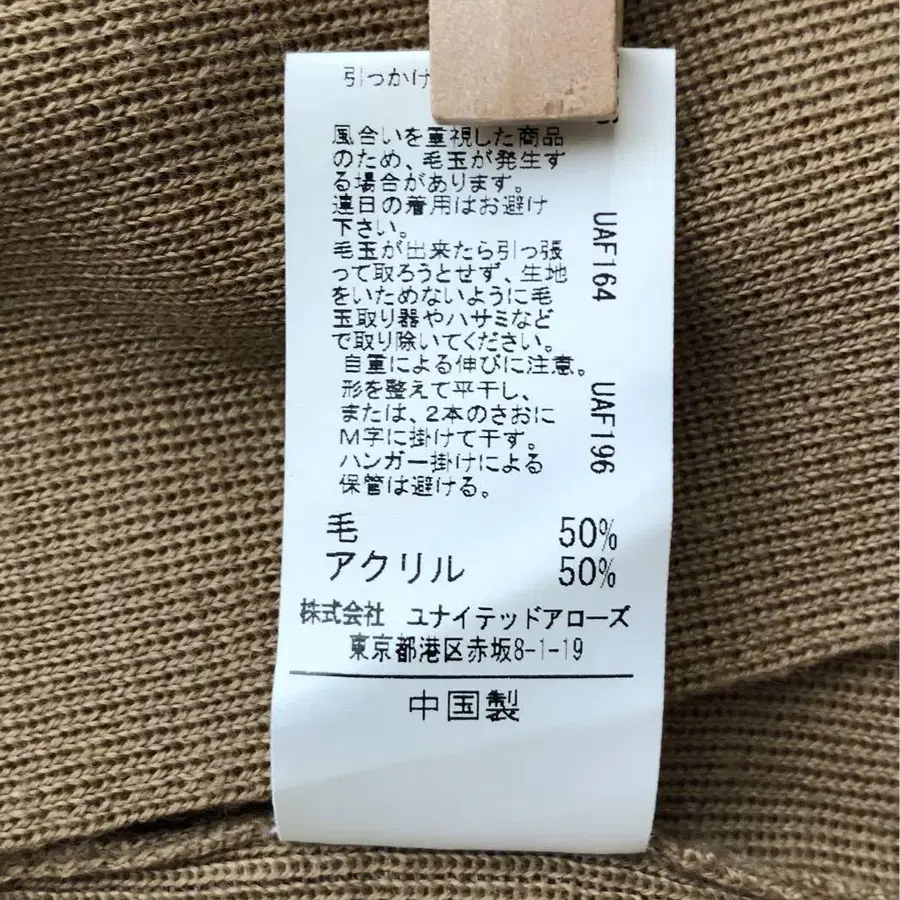 引っかけ
風合いを重視した商品
のため、毛玉が発生す
る場合があります。
連日の着用はお避け
下さい。
毛玉が出来たら引っ張
って取ろうとせず、生地
をいためないように毛
玉取り器やハサミなど
で取り除いてください。
自重による伸びに注意。
形を整えて平干し、
または、2本のさおに
M字に掛けて干す。
ハンガー掛けによる
保管は避ける。
UAF164
UAF196
毛 50%
アクリル 50%
株式会社 ユナイテッドアローズ
東京都港区赤坂8-1-19
中国製